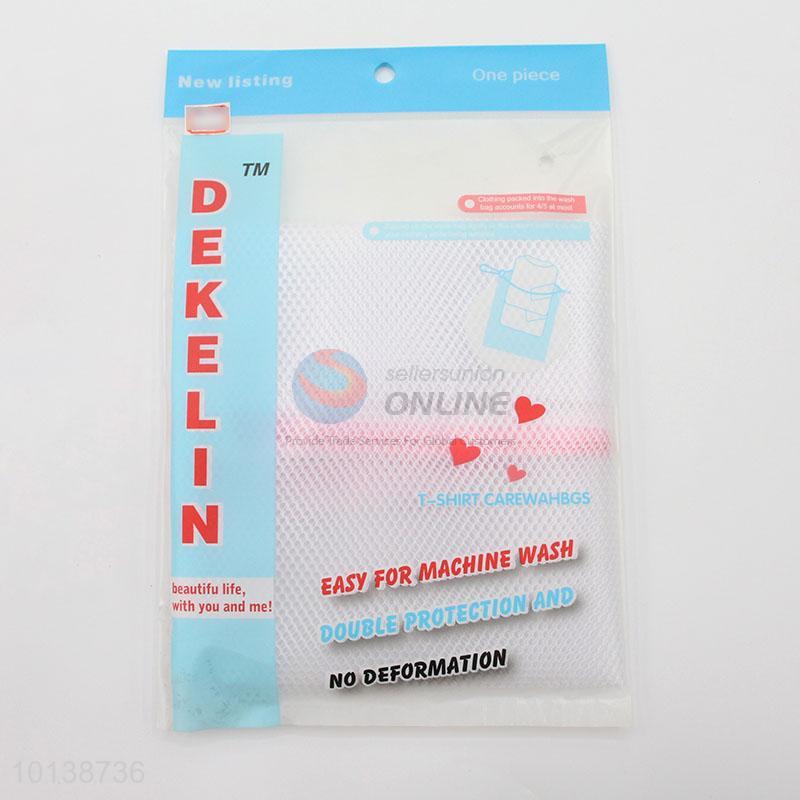 New listing
One piece
TM
DEKELIN
Clothing packed into the wash
bag accounts for 4/5 at most
sellersunion
ONLINE
Provide Trade Services For Global Customers
T-SHIRT CAREWAHBGS
EASY FOR MACHINE WASH
DOUBLE PROTECTION AND
NO DEFORMATION
beautifu life,
with you and me!
10138736